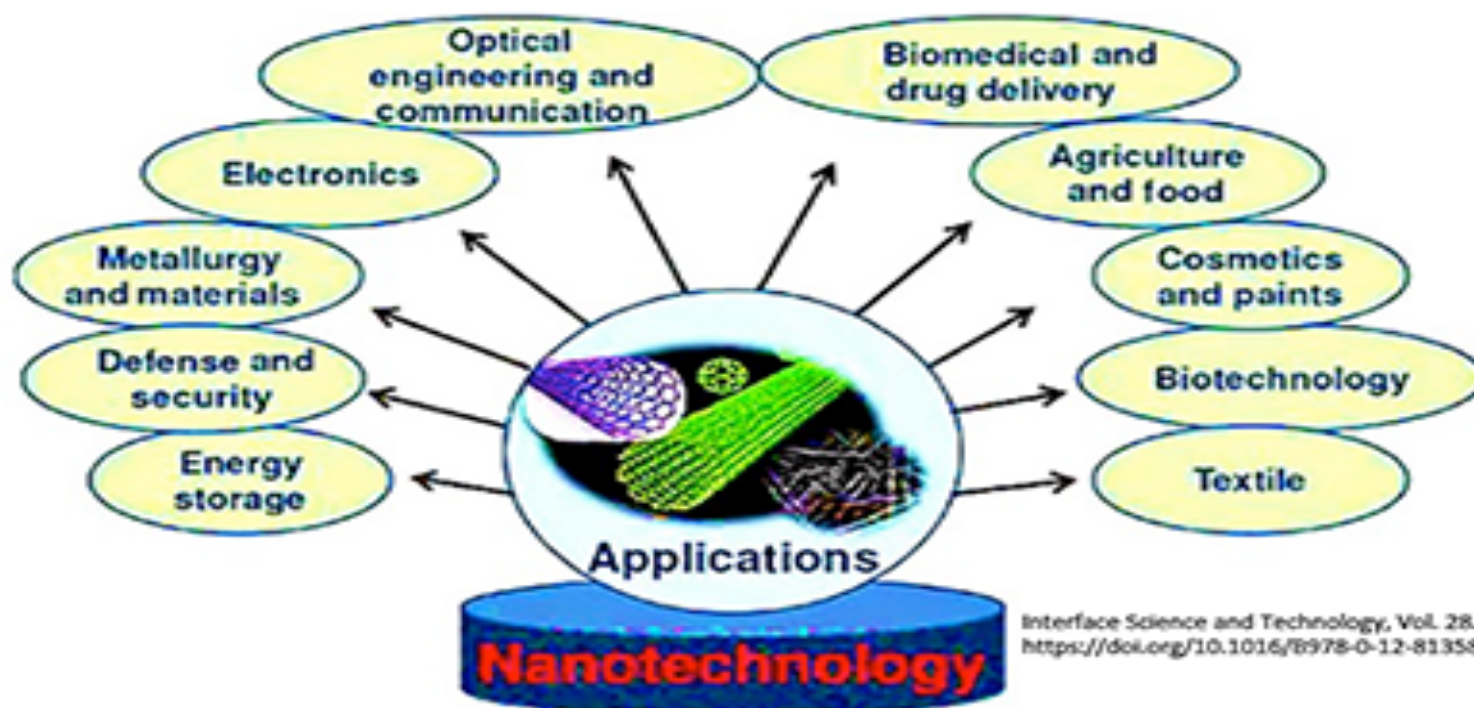 Optical
engineering and
communication
Biomedical and
drug delivery
Electronics
Agriculture
and food
Metallurgy
and materials
Cosmetics
and paints
Defense and
security
Biotechnology
Energy
storage
Textile
Applications
Nanotechnology
Interface Science and Technology, Vol. 28,
https://doi.org/10.1016/B978-0-12-8135